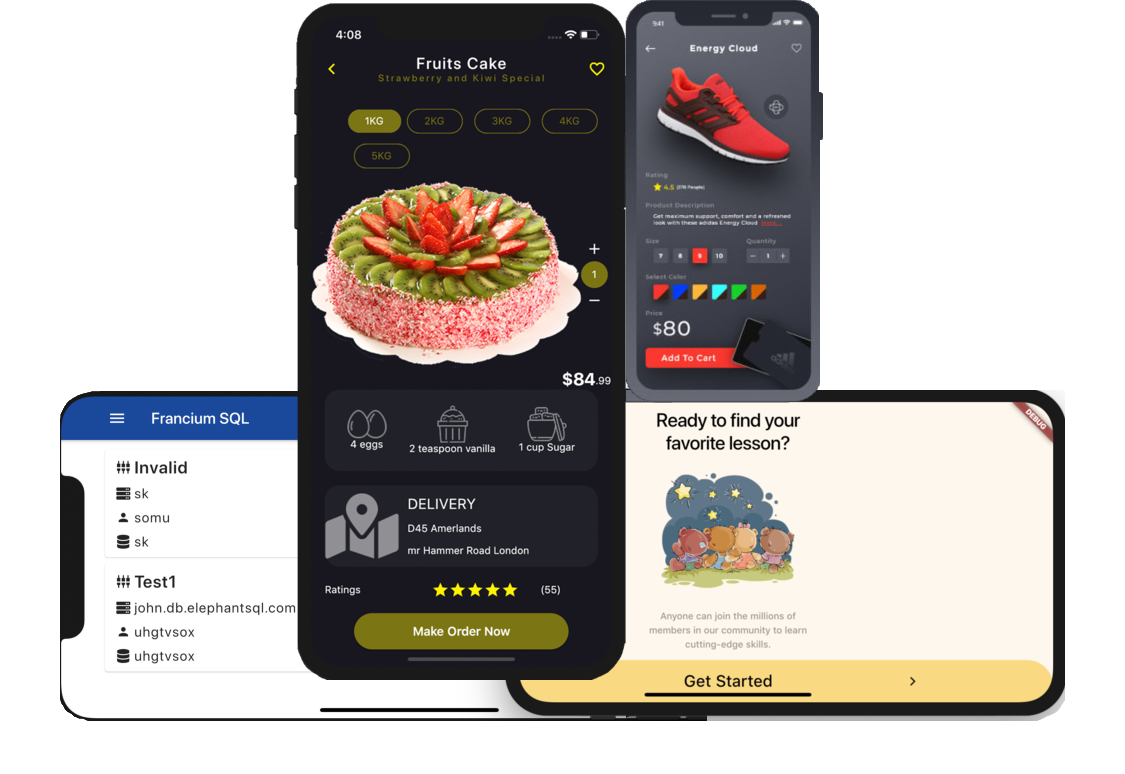 4:08
Fruits Cake
Strawberry and Kiwi Special
1KG 2KG 3KG 4KG
5KG
+
1
−
$84.99
4 eggs
2 teaspoon vanilla
1 cup Sugar
DELIVERY
D45 Amerlands
mr Hammer Road London
Ratings (55)
Make Order Now
9:41
Energy Cloud
Rating
4.5 (578 People)
Product Description
Get maximum support, comfort and a refreshed
look with these adidas Energy Cloud more...
Size Quantity
7 8 9 10 − 1 +
Select Color
Price
$80
Add To Cart
Francium SQL
Invalid
sk
somu
sk
Test1
john.db.elephantsql.com
uhgtvsox
uhgtvsox
DEBUG
Ready to find your
favorite lesson?
Anyone can join the millions of
members in our community to learn
cutting-edge skills.
Get Started